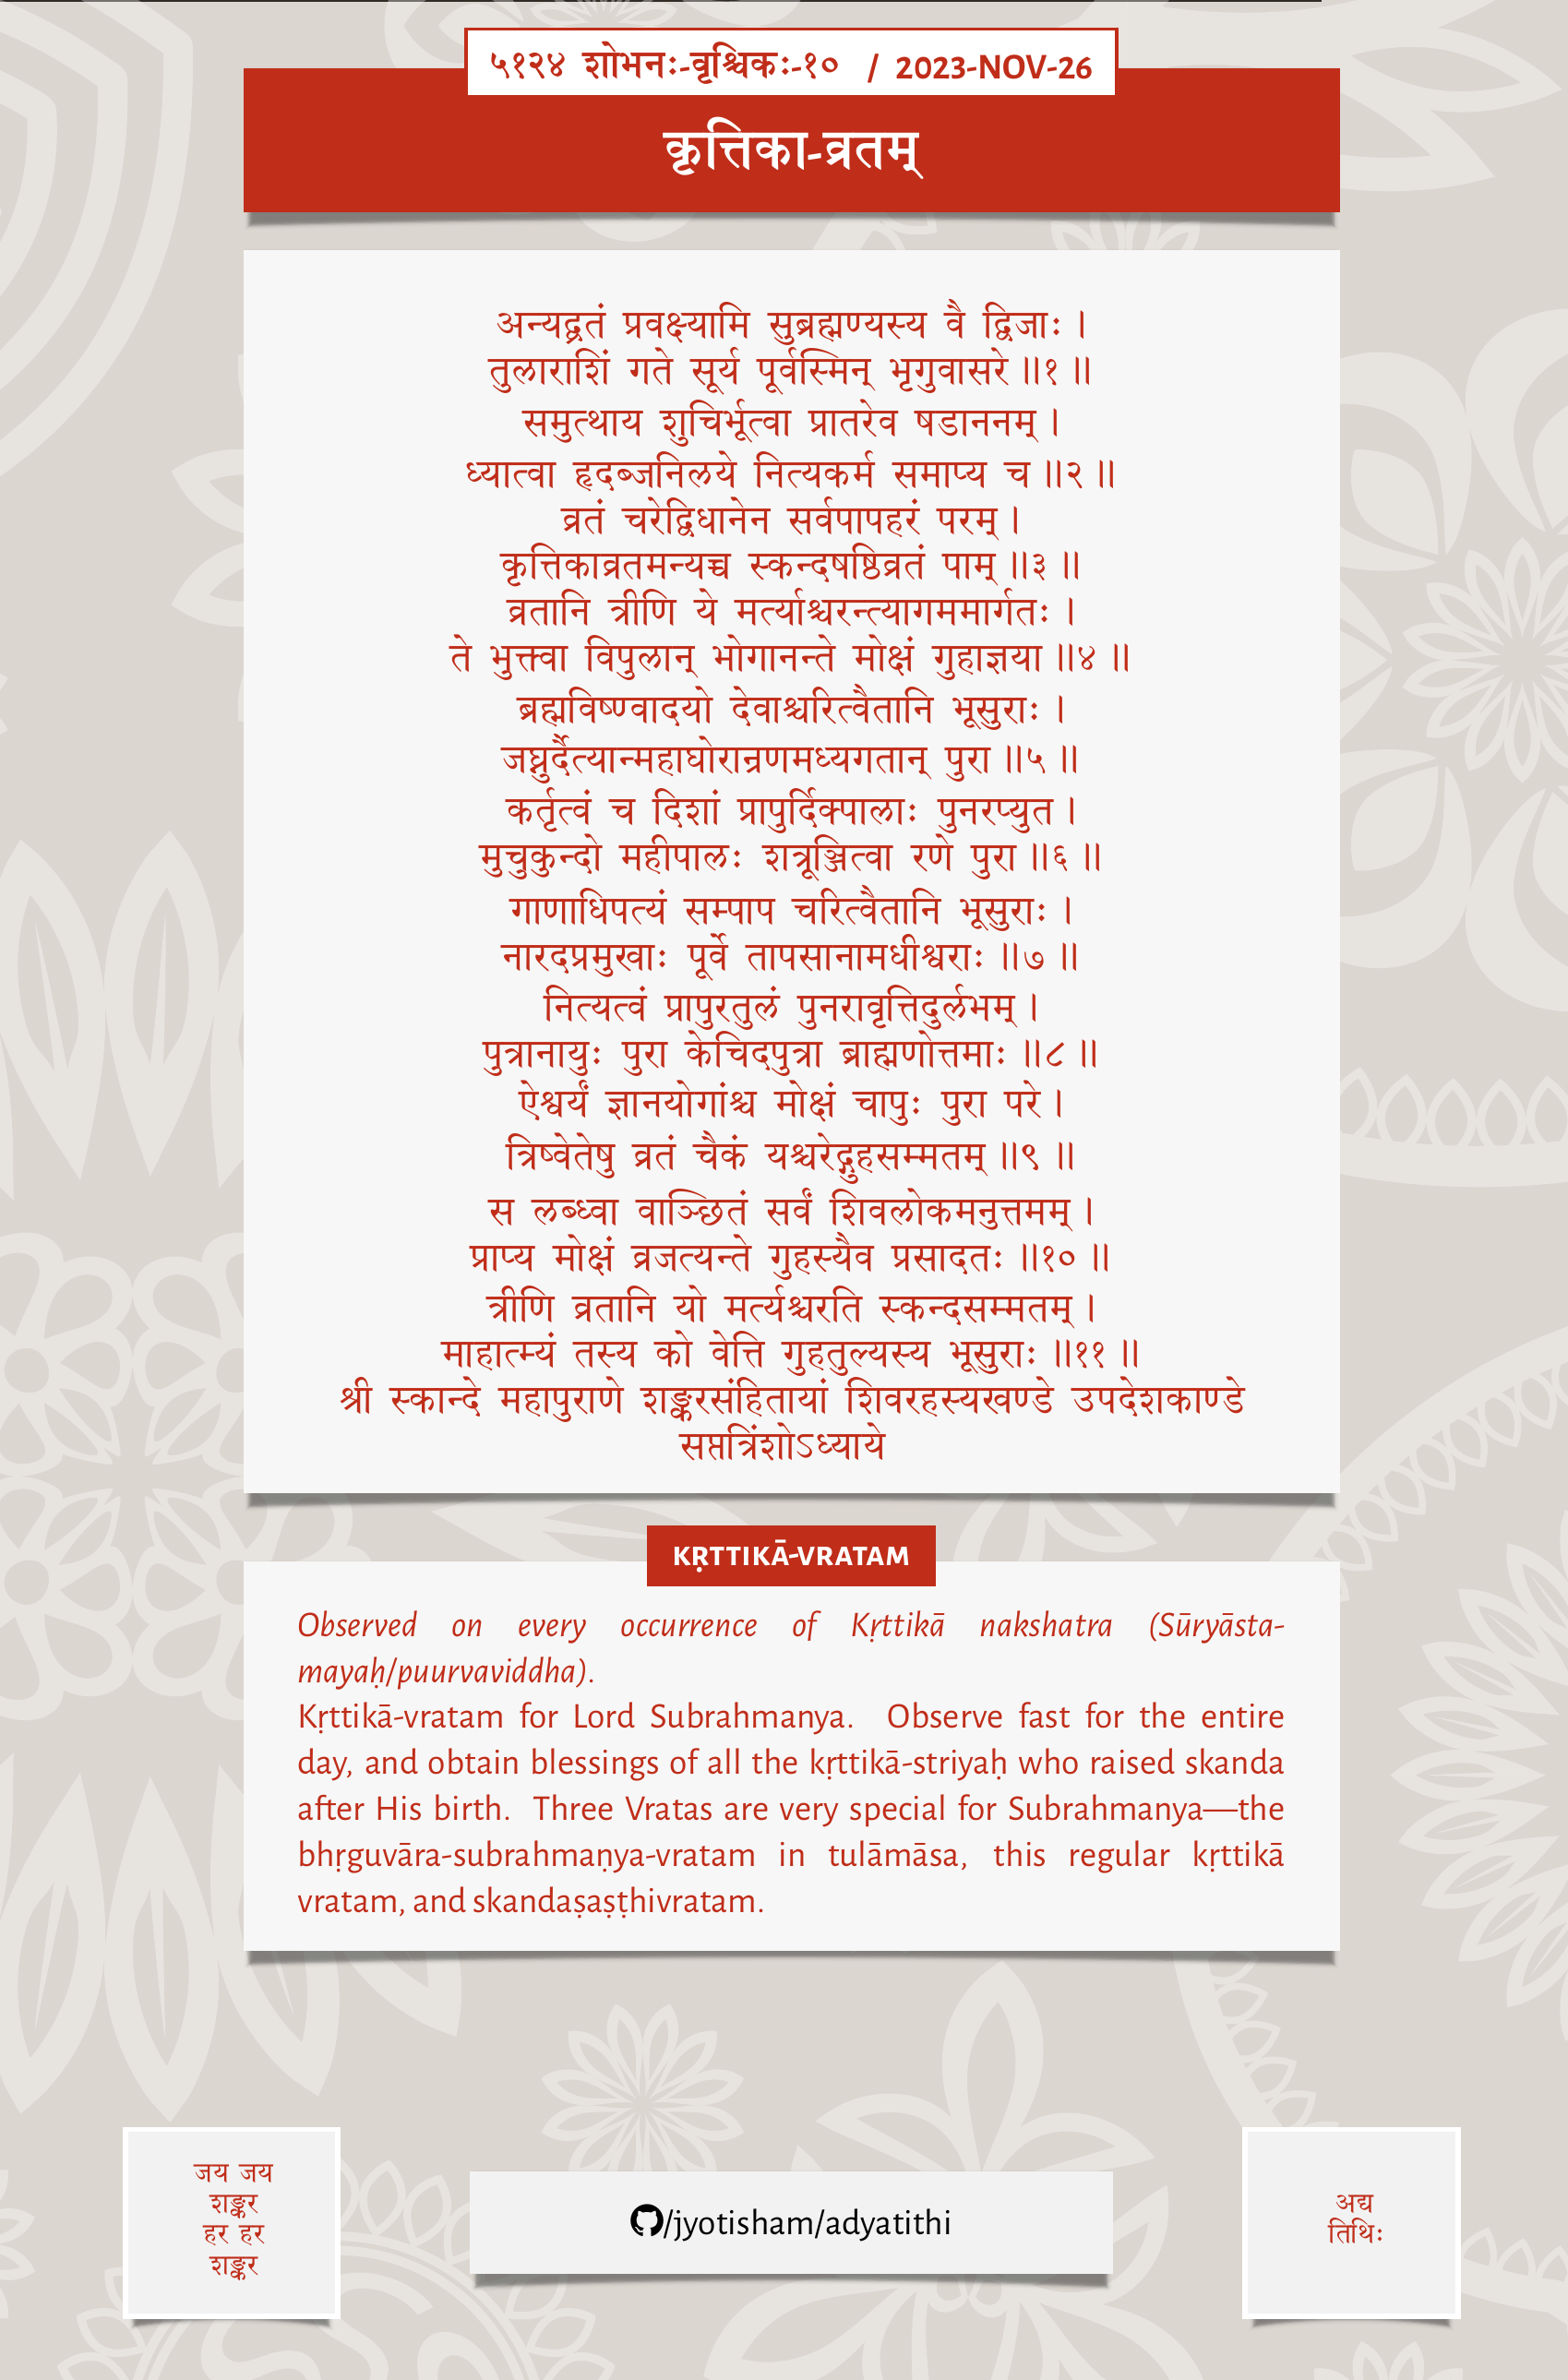 ५१२४ शोभनः-वृश्चिकः-१० / 2023-NOV-26
कृत्तिका-व्रतम्
अन्यद्व्रतं प्रवक्ष्यामि सुब्रह्मण्यस्य वै द्विजाः ।
तुलाराशिं गते सूर्य पूर्वस्मिन् भृगुवासरे ॥१ ॥
समुत्थाय शुचिर्भूत्वा प्रातरेव षडाननम् ।
ध्यात्वा हृदब्जनिलये नित्यकर्म समाप्य च ॥२ ॥
व्रतं चरेद्विधानेन सर्वपापहरं परम् ।
कृत्तिकाव्रतमन्यच्च स्कन्दषष्ठिव्रतं पाम् ॥३ ॥
व्रतानि त्रीणि ये मर्त्याश्चरन्त्यागममार्गतः ।
ते भुक्त्वा विपुलान् भोगानन्ते मोक्षं गुहाज्ञया ॥४ ॥
ब्रह्मविष्ण्वादयो देवाश्चरित्वैतानि भूसुराः ।
जघ्नुर्दैत्यान्महाघोरान्रणमध्यगतान् पुरा ॥५ ॥
कर्तृत्वं च दिशां प्रापुर्दिक्पालाः पुनरप्युत ।
मुचुकुन्दो महीपालः शत्रूञ्जित्वा रणे पुरा ॥६ ॥
गाणाधिपत्यं सम्पाप चरित्वैतानि भूसुराः ।
नारदप्रमुखाः पूर्वे तापसानामधीश्वराः ॥७ ॥
नित्यत्वं प्रापुरतुलं पुनरावृत्तिदुर्लभम् ।
पुत्रानायुः पुरा केचिदपुत्रा ब्राह्मणोत्तमाः ॥८ ॥
ऐश्वर्यं ज्ञानयोगांश्च मोक्षं चापुः पुरा परे ।
त्रिष्वेतेषु व्रतं चैकं यश्चरेद्गुहसम्मतम् ॥९ ॥
स लब्ध्वा वाञ्छितं सर्वं शिवलोकमनुत्तमम् ।
प्राप्य मोक्षं व्रजत्यन्ते गुहस्यैव प्रसादतः ॥१० ॥
त्रीणि व्रतानि यो मर्त्यश्चरति स्कन्दसम्मतम् ।
माहात्म्यं तस्य को वेत्ति गुहतुल्यस्य भूसुराः ॥११ ॥
श्री स्कान्दे महापुराणे शङ्करसंहितायां शिवरहस्यखण्डे उपदेशकाण्डे
सप्तत्रिंशोऽध्याये
KṚTTIKĀ-VRATAM
Observed on every occurrence of Kṛttikā nakshatra (Sūryāsta-
mayaḥ/puurvaviddha).
Kṛttikā-vratam for Lord Subrahmanya. Observe fast for the entire
day, and obtain blessings of all the kṛttikā-striyaḥ who raised skanda
after His birth. Three Vratas are very special for Subrahmanya—the
bhṛguvāra-subrahmaṇya-vratam in tulāmāsa, this regular kṛttikā
vratam, and skandaṣaṣṭhivratam.
जय जय
शङ्कर
हर हर
शङ्कर
/jyotisham/adyatithi
अद्य
तिथिः